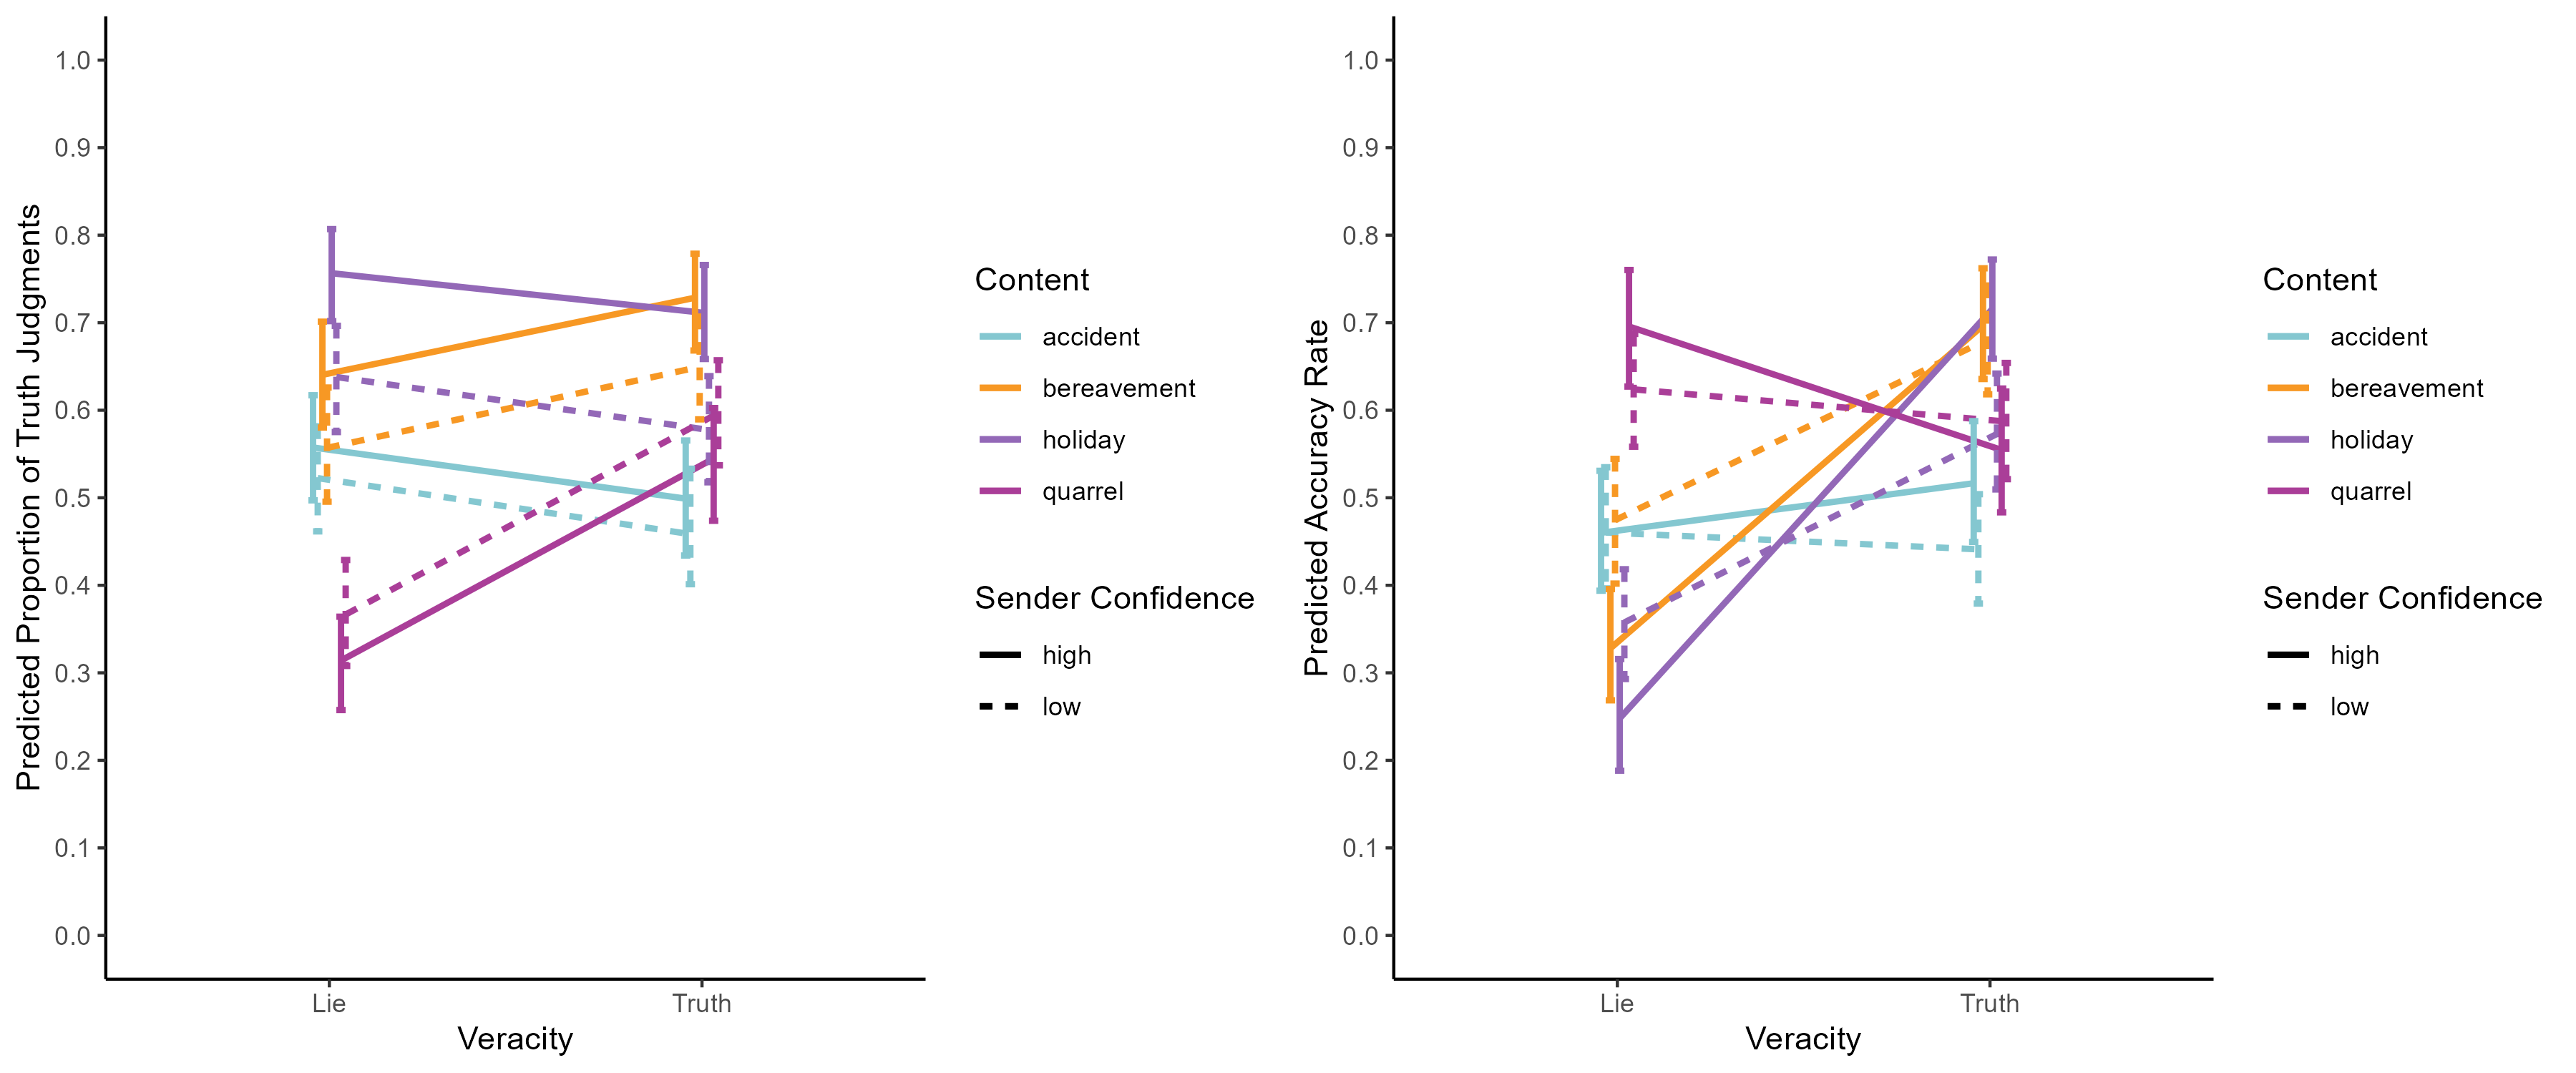 Predicted Proportion of Truth Judgments
1.0
0.9
0.8
0.7
0.6
0.5
0.4
0.3
0.2
0.1
0.0
Lie
Truth
Veracity
Content
accident
bereavement
holiday
quarrel
Sender Confidence
high
low
Predicted Accuracy Rate
1.0
0.9
0.8
0.7
0.6
0.5
0.4
0.3
0.2
0.1
0.0
Lie
Truth
Veracity
Content
accident
bereavement
holiday
quarrel
Sender Confidence
high
low